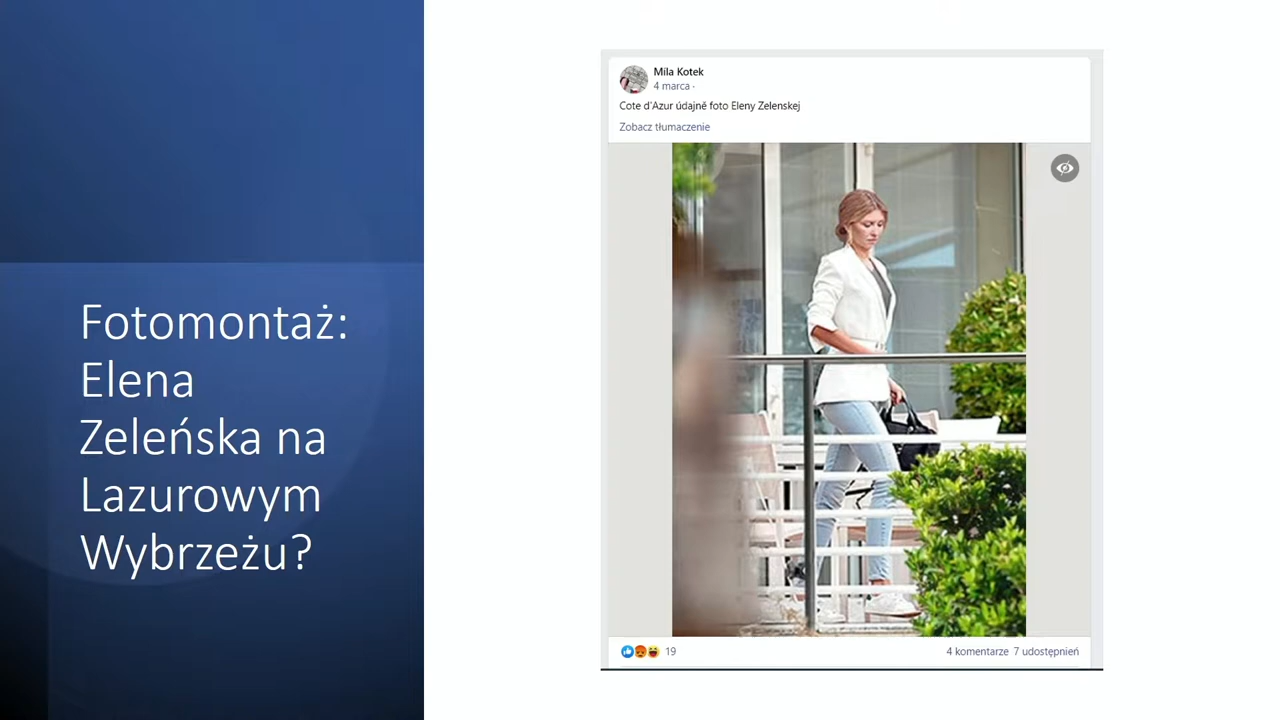 Fotomontaż:
Elena
Zeleńska na
Lazurowym
Wybrzeżu?
Mila Kotek
4 marca ·
Cote d'Azur údajně foto Eleny Zelenskej
Zobacz tłumaczenie
19
4 komentarze 7 udostępnień